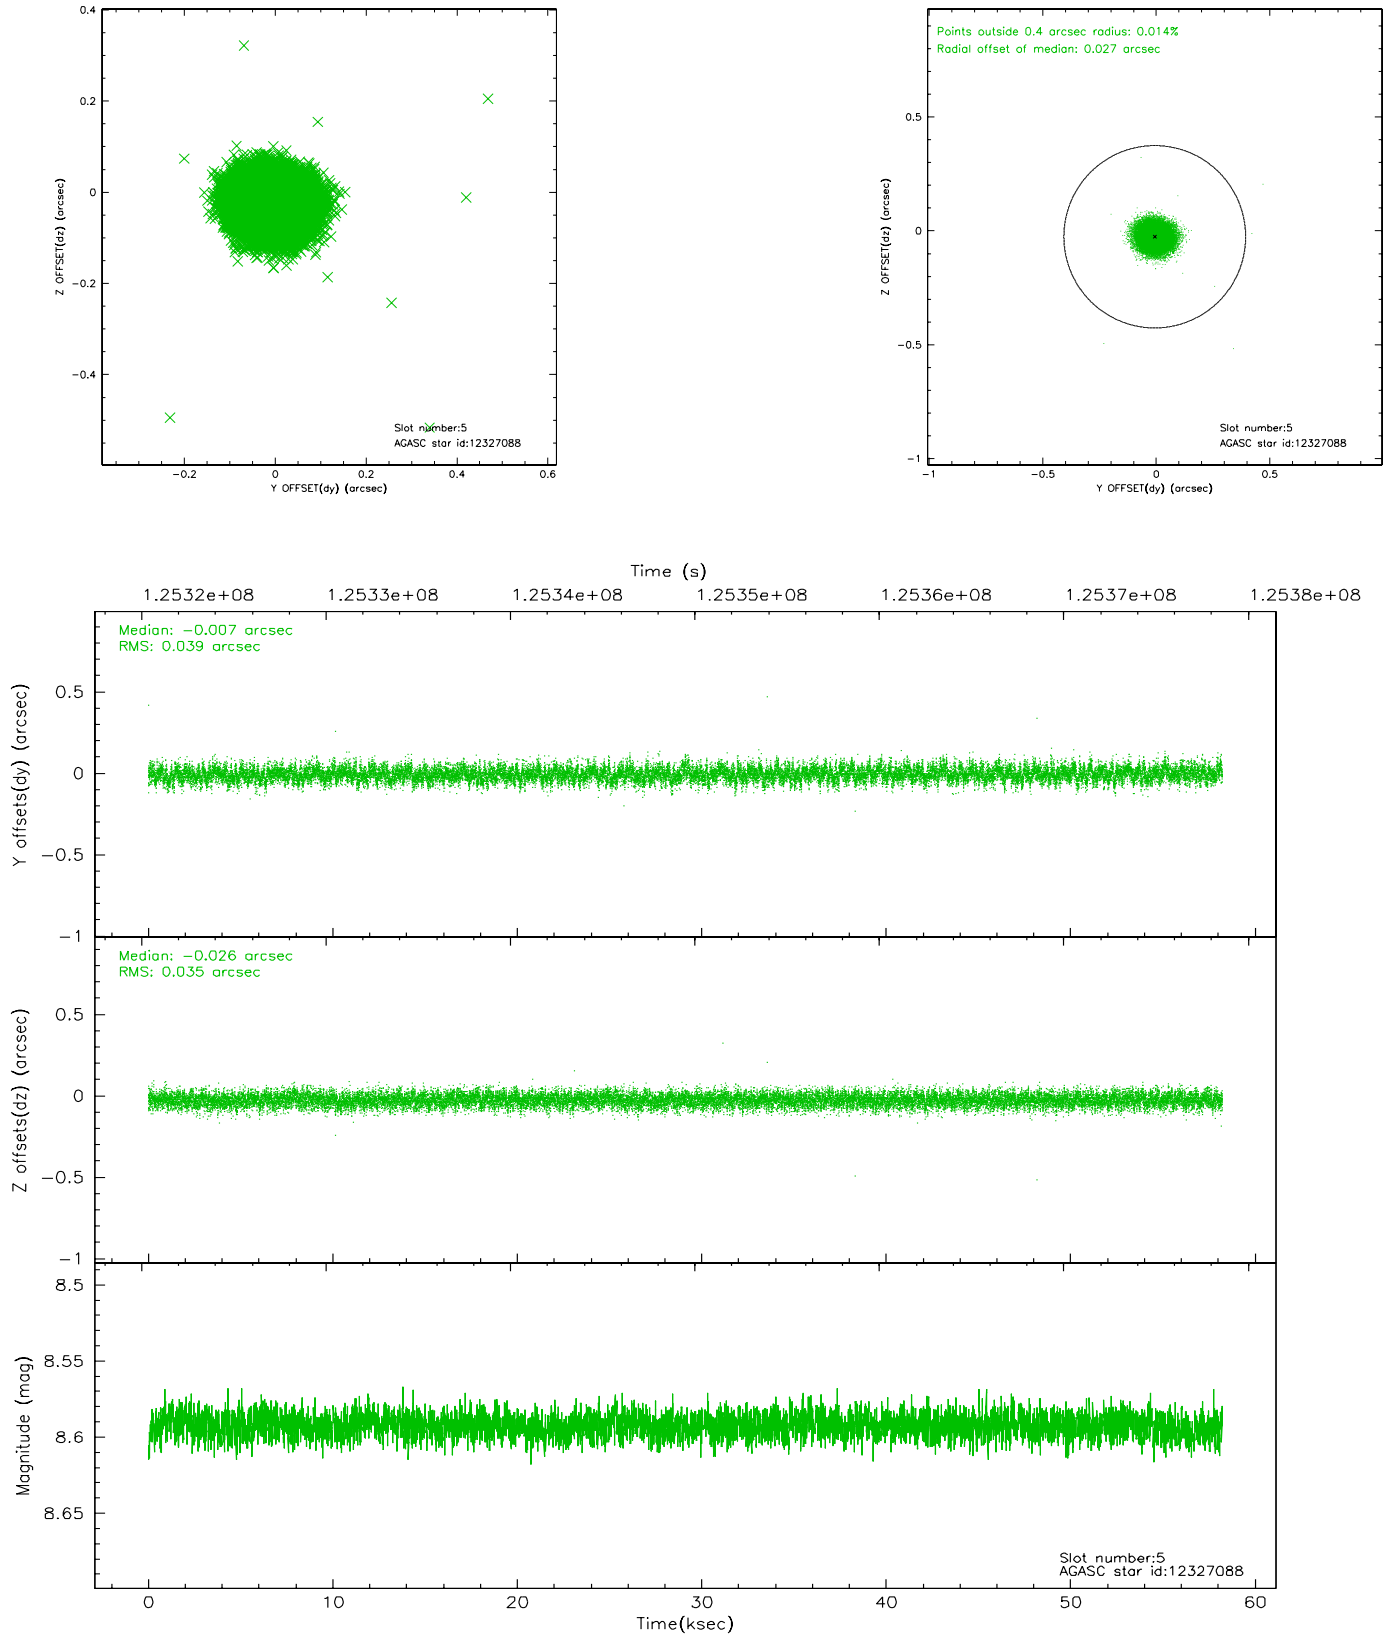 0.4
0.2
0
-0.2
-0.4
Z OFFSET(dz) (arcsec)
Slot number:5
AGASC star id:12327088
-0.2 0 0.2 0.4 0.6
Y OFFSET(dy) (arcsec)
Points outside 0.4 arcsec radius: 0.014%
Radial offset of median: 0.027 arcsec
0.5
0
-0.5
-1
Z OFFSET(dz) (arcsec)
Slot number:5
AGASC star id:12327088
-1 -0.5 0 0.5
Y OFFSET(dy) (arcsec)
Time (s)
1.2532e+08 1.2533e+08 1.2534e+08 1.2535e+08 1.2536e+08 1.2537e+08 1.2538e+08
Median: -0.007 arcsec
RMS: 0.039 arcsec
0.5
0
-0.5
-1
Y offsets(dy) (arcsec)
Median: -0.026 arcsec
RMS: 0.035 arcsec
0.5
0
-0.5
-1
Z offsets(dz) (arcsec)
8.5
8.55
8.6
8.65
Magnitude (mag)
Slot number:5
AGASC star id:12327088
0 10 20 30 40 50 60
Time(ksec)